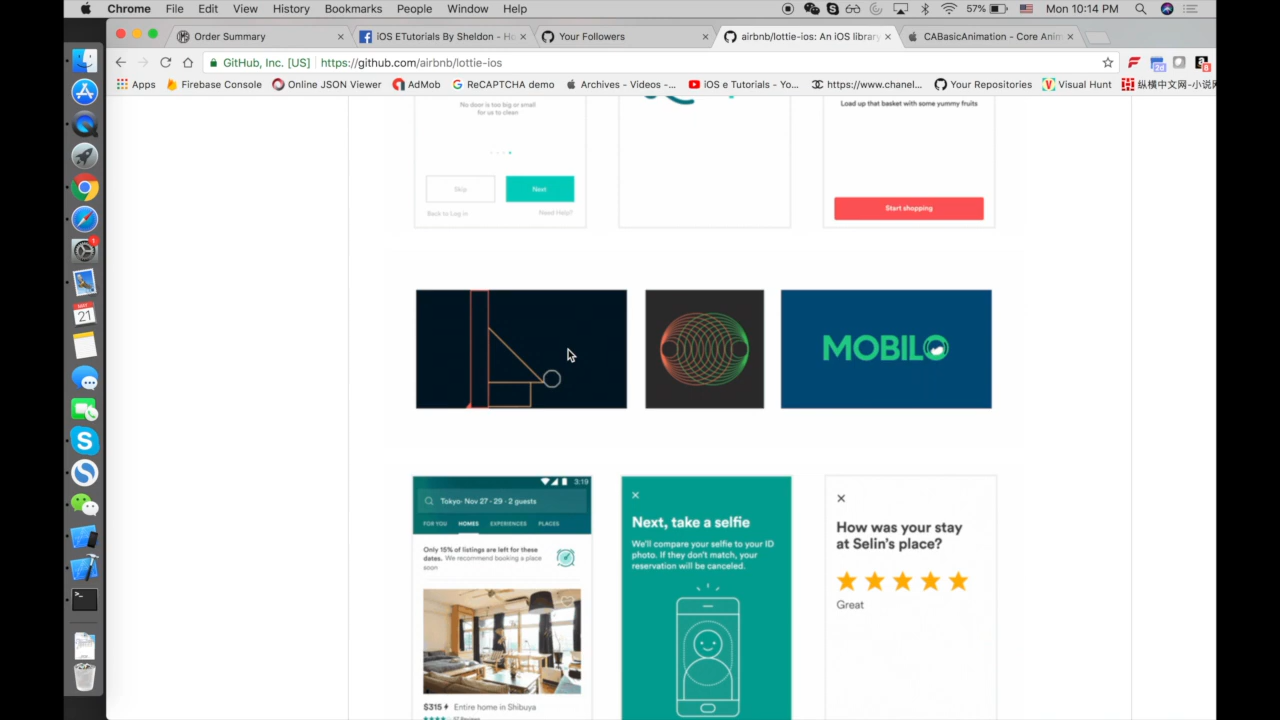 Chrome File Edit View History Bookmarks People Window Help 57% Mon 10:14 PM
Order Summary
iOS ETutorials By Sheldon - Ho
Your Followers
airbnb/lottie-ios: An iOS library
CABasicAnimation - Core Anim
GitHub, Inc. [US] https://github.com/airbnb/lottie-ios
Apps Firebase Console Online JSON Viewer AdMob ReCAPTCHA demo Archives - Videos -... iOS e Tutorials - Yo... https://www.chanel... Your Repositories Visual Hunt 纵横中文网-小说网
No door is too big or small
for us to clean
Skip Next
Back to Log in Need Help?
Load up that basket with some yummy fruits
Start shopping
MOBILO
3:19
Tokyo· Nov 27 - 29 · 2 guests
FOR YOU HOMES EXPERIENCES PLACES
Only 15% of listings are left for these
dates. We recommend booking a place
soon
$315 Entire home in Shibuya
Next, take a selfie
We'll compare your selfie to your ID
photo. If they don't match, your
reservation will be canceled.
How was your stay
at Selin's place?
Great
MAY
21